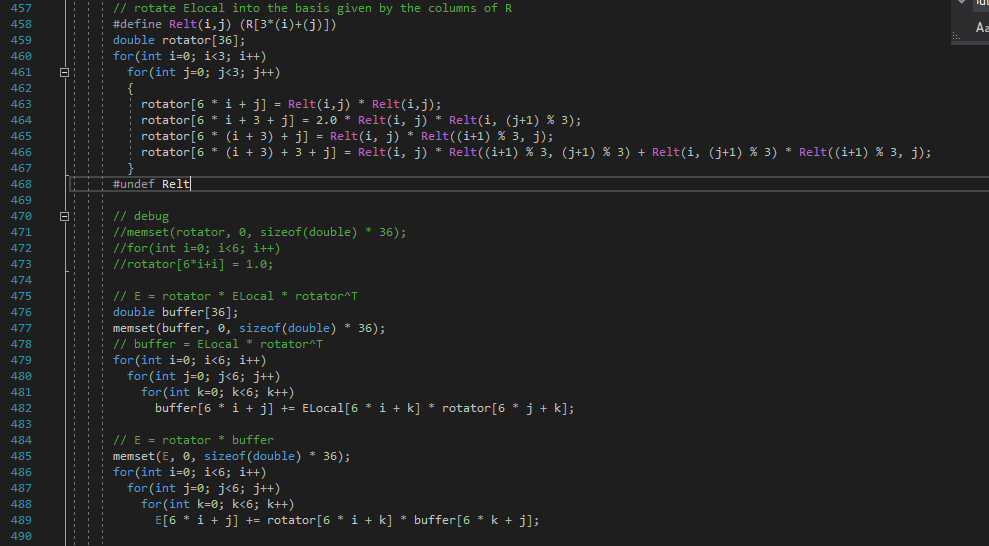 457 // rotate Elocal into the basis given by the columns of R
458 #define Relt(i,j) (R[3*(i)+(j)])
459 double rotator[36];
460 for(int i=0; i<3; i++)
461 for(int j=0; j<3; j++)
462 {
463 rotator[6 * i + j] = Relt(i,j) * Relt(i,j);
464 rotator[6 * i + 3 + j] = 2.0 * Relt(i, j) * Relt(i, (j+1) % 3);
465 rotator[6 * (i + 3) + j] = Relt(i, j) * Relt((i+1) % 3, j);
466 rotator[6 * (i + 3) + 3 + j] = Relt(i, j) * Relt((i+1) % 3, (j+1) % 3) + Relt(i, (j+1) % 3) * Relt((i+1) % 3, j);
467 }
468 #undef Relt
469
470 // debug
471 //memset(rotator, 0, sizeof(double) * 36);
472 //for(int i=0; i<6; i++)
473 //rotator[6*i+i] = 1.0;
474
475 // E = rotator * ELocal * rotator^T
476 double buffer[36];
477 memset(buffer, 0, sizeof(double) * 36);
478 // buffer = ELocal * rotator^T
479 for(int i=0; i<6; i++)
480 for(int j=0; j<6; j++)
481 for(int k=0; k<6; k++)
482 buffer[6 * i + j] += ELocal[6 * i + k] * rotator[6 * j + k];
483
484 // E = rotator * buffer
485 memset(E, 0, sizeof(double) * 36);
486 for(int i=0; i<6; i++)
487 for(int j=0; j<6; j++)
488 for(int k=0; k<6; k++)
489 E[6 * i + j] += rotator[6 * i + k] * buffer[6 * k + j];
490